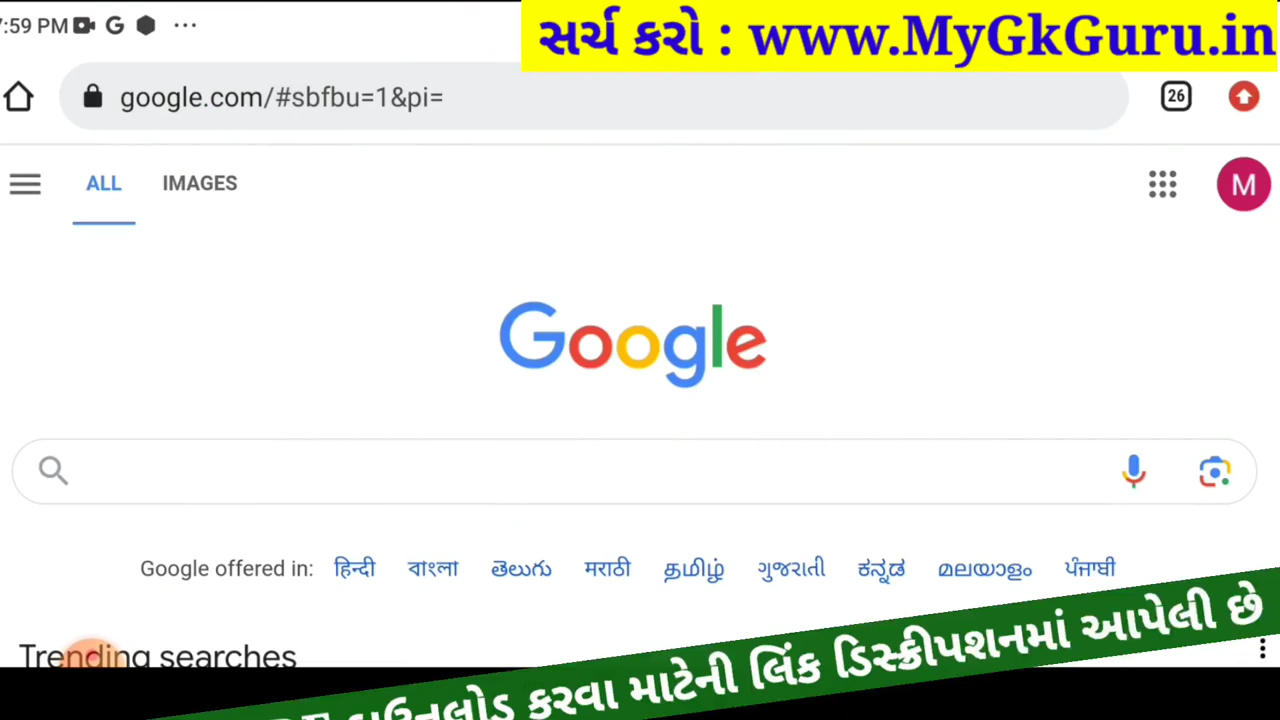 :59 PM
સર્ચ કરો : www.MyGkGuru.in
google.com/#sbfbu=1&pi=
26
ALL IMAGES
M
Google
Google offered in: हिन्दी বাংলা తెలుగు मराठी தமிழ் ગુજરાતી ಕನ್ನಡ മലയാളം ਪੰਜਾਬੀ
Trending searches
કરવા માટેની લિંક ડિસ્ક્રીપશનમાં આપેલી છે